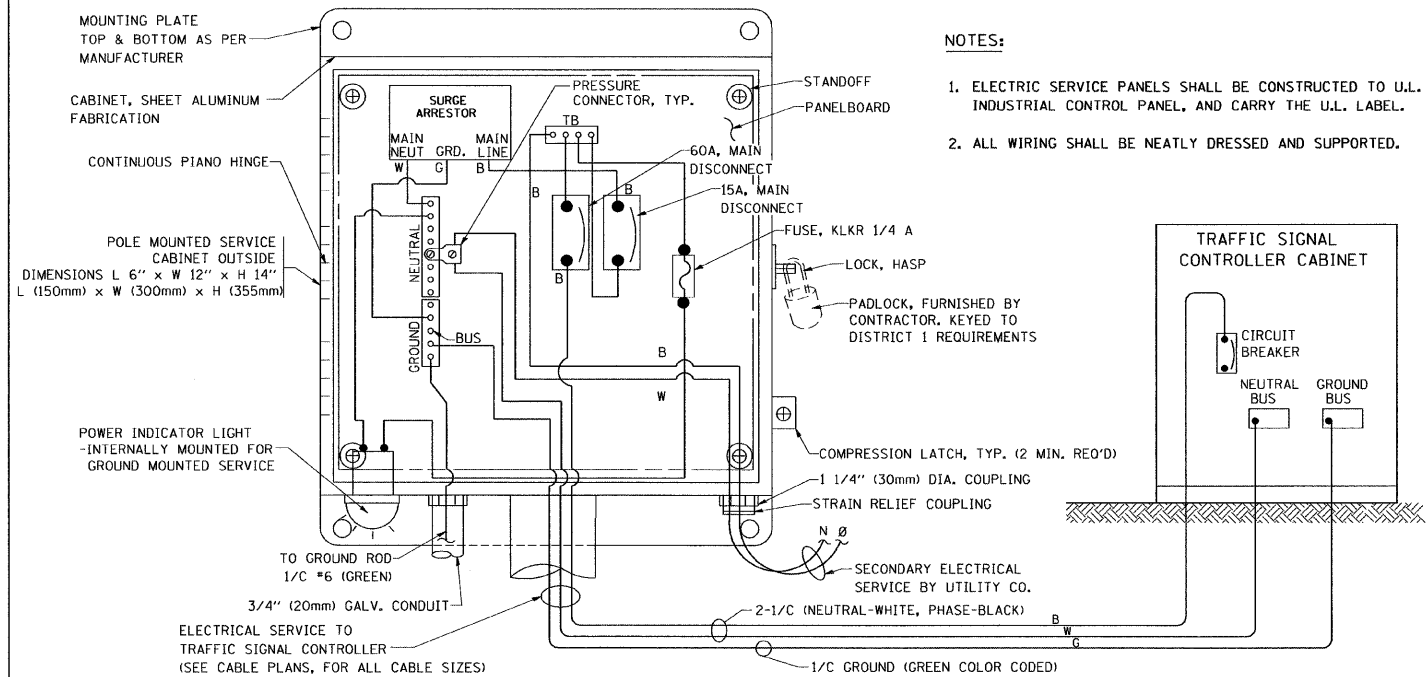 MOUNTING PLATE
TOP & BOTTOM AS PER
MANUFACTURER
CABINET, SHEET ALUMINUM
FABRICATION
CONTINUOUS PIANO HINGE
POLE MOUNTED SERVICE
CABINET OUTSIDE
DIMENSIONS L 6" x W 12" x H 14"
L (150mm) x W (300mm) x H (355mm)
POWER INDICATOR LIGHT
-INTERNALLY MOUNTED FOR
GROUND MOUNTED SERVICE
SURGE
ARRESTOR
MAIN
NEUT
GRD.
MAIN
LINE
W
G
B
PRESSURE
CONNECTOR, TYP.
TB
STANDOFF
PANELBOARD
60A, MAIN
DISCONNECT
15A, MAIN
DISCONNECT
B
B
B
FUSE, KLKR 1/4 A
NEUTRAL
GROUND
BUS
B
W
LOCK, HASP
PADLOCK, FURNISHED BY
CONTRACTOR. KEYED TO
DISTRICT 1 REQUIREMENTS
COMPRESSION LATCH, TYP. (2 MIN. REQ'D)
1 1/4" (30mm) DIA. COUPLING
STRAIN RELIEF COUPLING
N Ø
SECONDARY ELECTRICAL
SERVICE BY UTILITY CO.
TO GROUND ROD
1/C #6 (GREEN)
3/4" (20mm) GALV. CONDUIT
ELECTRICAL SERVICE TO
TRAFFIC SIGNAL CONTROLLER
(SEE CABLE PLANS, FOR ALL CABLE SIZES)
2-1/C (NEUTRAL-WHITE, PHASE-BLACK)
B
W
G
1/C GROUND (GREEN COLOR CODED)
NOTES:
1. ELECTRIC SERVICE PANELS SHALL BE CONSTRUCTED TO U.L.
INDUSTRIAL CONTROL PANEL, AND CARRY THE U.L. LABEL.
2. ALL WIRING SHALL BE NEATLY DRESSED AND SUPPORTED.
TRAFFIC SIGNAL
CONTROLLER CABINET
CIRCUIT
BREAKER
NEUTRAL
BUS
GROUND
BUS